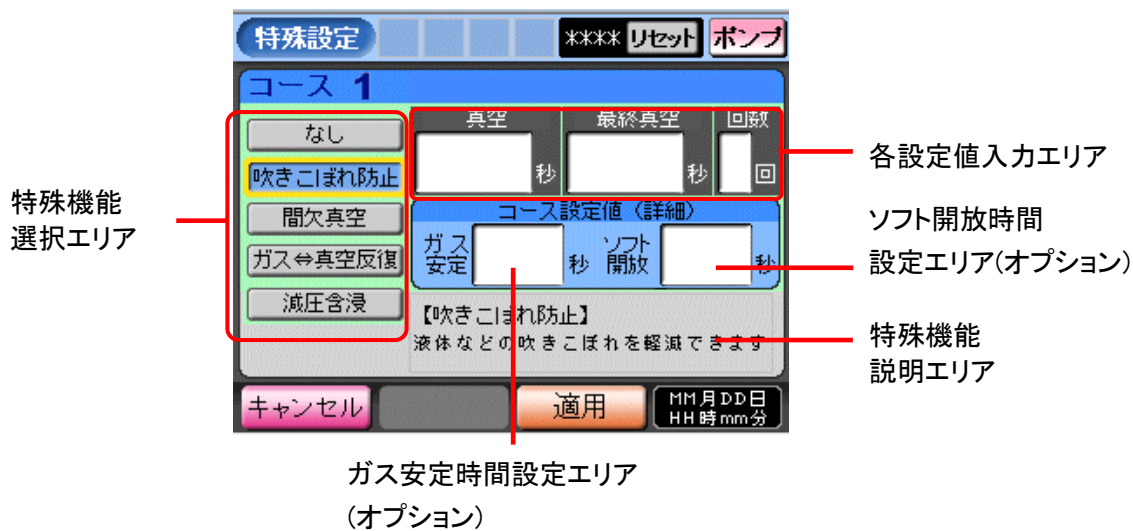 特殊設定
**** リセット ポンプ
コース 1
なし
吹きこぼれ防止
間欠真空
ガス⇔真空反復
減圧含浸
真空 最終真空 回数
秒 秒 回
コース設定値（詳細）
ガス安定 秒 ソフト開放 秒
【吹きこぼれ防止】
液体などの吹きこぼれを軽減できます
キャンセル 適用
MM月DD日
HH時mm分
特殊機能
選択エリア
各設定値入力エリア
ソフト開放時間
設定エリア(オプション)
特殊機能
説明エリア
ガス安定時間設定エリア
(オプション)